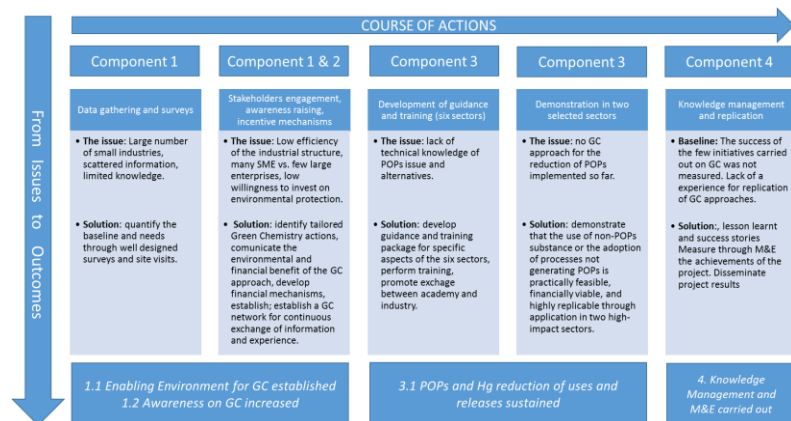 COURSE OF ACTIONS
From Issues to Outcomes
Component 1
Data gathering and surveys
• The issue: Large number
of small industries,
scattered information,
limited knowledge.
• Solution: quantify the
baseline and needs
through well designed
surveys and site visits.
Component 1 & 2
Stakeholders engagement,
awareness raising,
incentive mechanisms
• The issue: Low efficiency
of the industrial structure,
many SME vs. few large
enterprises, low
willingness to invest on
environmental protection.
• Solution: identify tailored
Green Chemistry actions,
comunicate the
environmental and
financial benefit of the GC
approach, develop
financial mechanisms,
establish; establish a GC
network for continuous
exchange of information
and experience.
Component 3
Development of guidance
and training (six sectors)
• The issue: lack of
technical knowledge of
POPs issue and
alternatives.
• Solution: develop
guidance and training
package for specific
aspects of the six sectors,
perform training,
promote exchage
between academy and
industry.
Component 3
Demonstration in two
selected sectors
• The issue: no GC
approach for the
reduction of POPs
implemented so far.
• Solution: demonstrate
that the use of non-POPs
substance or the adoption
of processes not
generating POPs is
practically feasible,
financially viable, and
highly replicable through
application in two high-
impact sectors.
Component 4
Knowledge management
and replication
• Baseline: The success of
the few initiatives carried
out on GC was not
measured. Lack of a
experience for replication
of GC approaches.
• Solution:, lesson learnt
and success stories
Measure through M&E
the achievements of the
project. Disseminate
project results
1.1 Enabling Environment for GC established
1.2 Awareness on GC increased
3.1 POPs and Hg reduction of uses and
releases sustained
4. Knowledge
Management and
M&E carried out